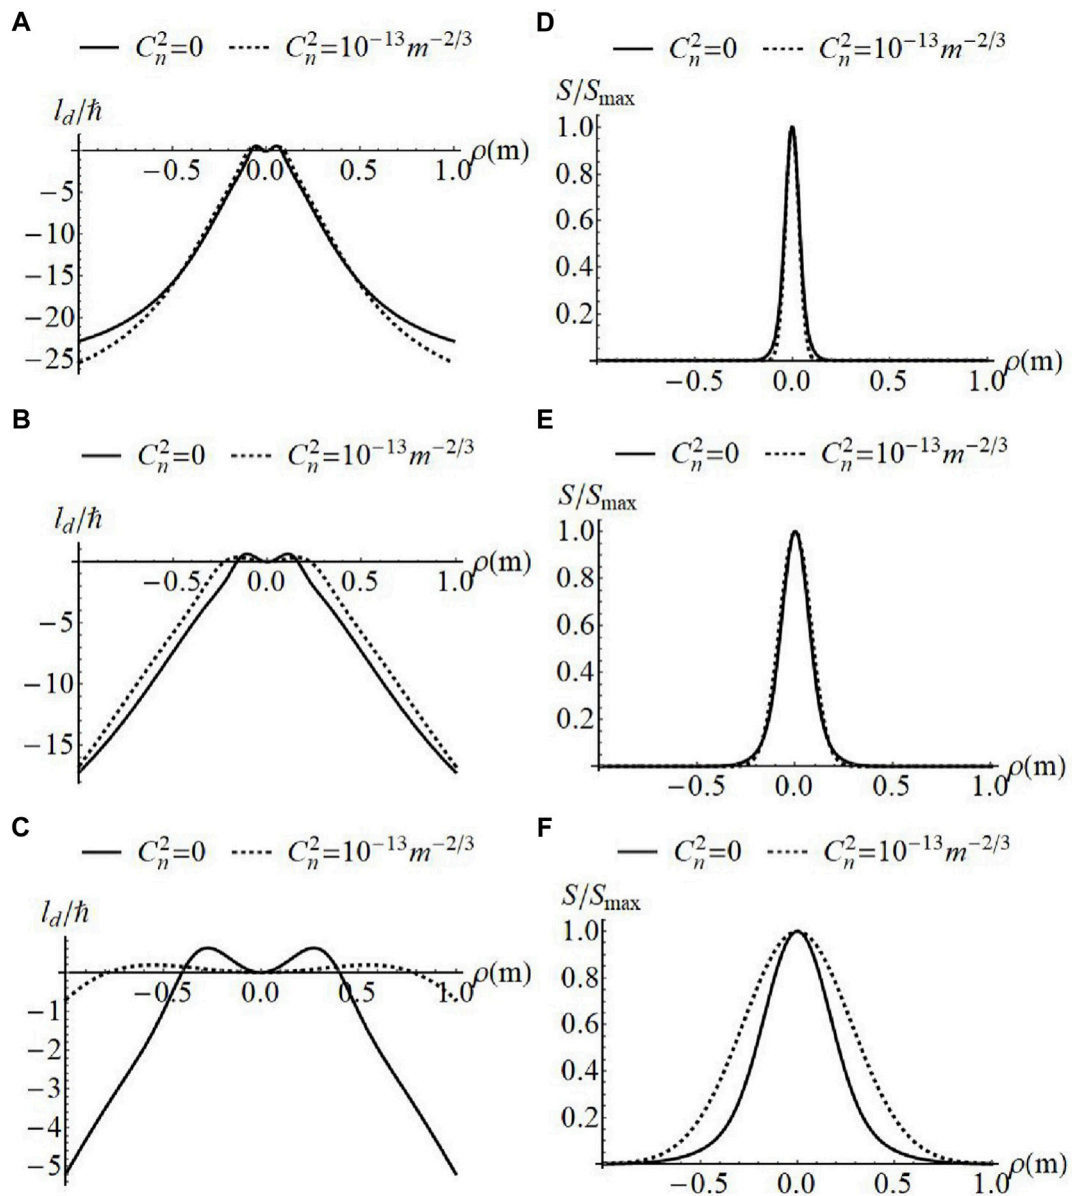 A
C_n^2=0 C_n^2=10^{-13}m^{-2/3}
l_d/ħ
ρ(m)
−0.5 0.0 0.5 1.0
−5
−10
−15
−20
−25
D
C_n^2=0 C_n^2=10^{-13}m^{-2/3}
S/S_max
1.0
0.8
0.6
0.4
0.2
−0.5 0.0 0.5 1.0 ρ(m)
B
C_n^2=0 C_n^2=10^{-13}m^{-2/3}
l_d/ħ
ρ(m)
−0.5 0.0 0.5 1.0
−5
−10
−15
E
C_n^2=0 C_n^2=10^{-13}m^{-2/3}
S/S_max
1.0
0.8
0.6
0.4
0.2
−0.5 0.0 0.5 1.0 ρ(m)
C
C_n^2=0 C_n^2=10^{-13}m^{-2/3}
l_d/ħ
ρ(m)
−0.5 0.0 0.5 1.0
−1
−2
−3
−4
−5
F
C_n^2=0 C_n^2=10^{-13}m^{-2/3}
S/S_max
1.0
0.8
0.6
0.4
0.2
−0.5 0.0 0.5 1.0 ρ(m)